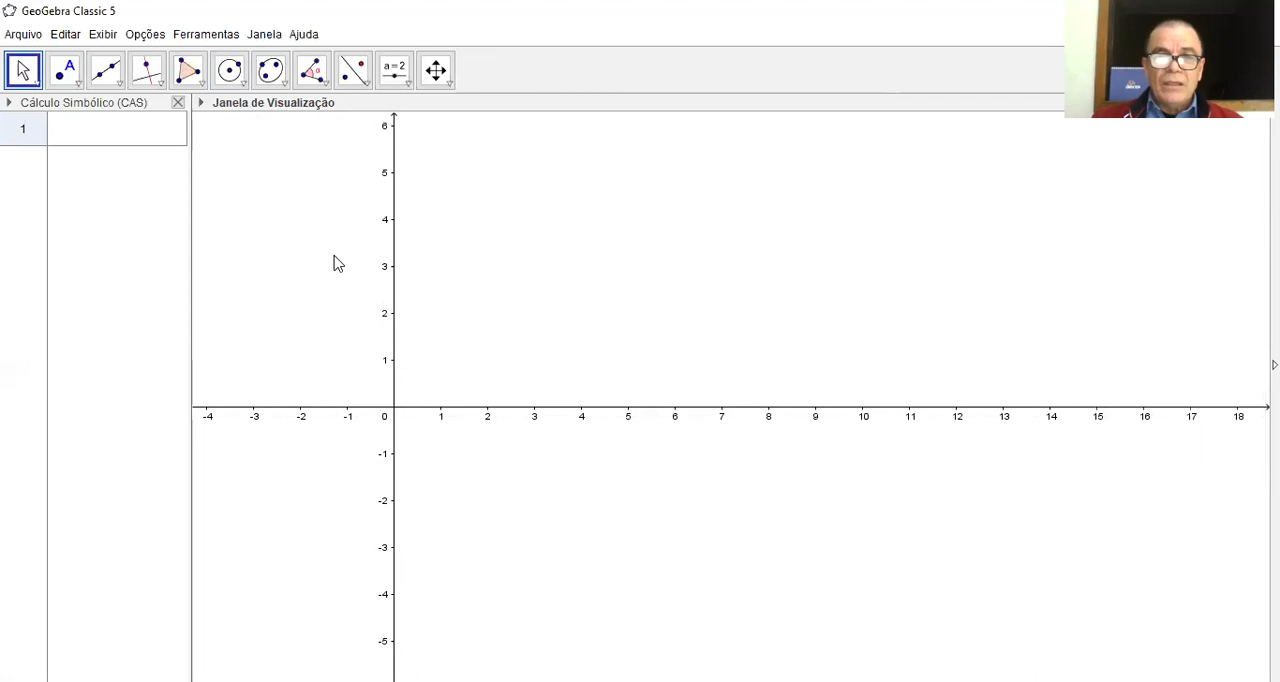 GeoGebra Classic 5
Arquivo Editar Exibir Opções Ferramentas Janela Ajuda
A
α
a=2
Cálculo Simbólico (CAS)
Janela de Visualização
1
6
5
4
3
2
1
-4 -3 -2 -1 0 1 2 3 4 5 6 7 8 9 10 11 12 13 14 15 16 17 18
-1
-2
-3
-4
-5